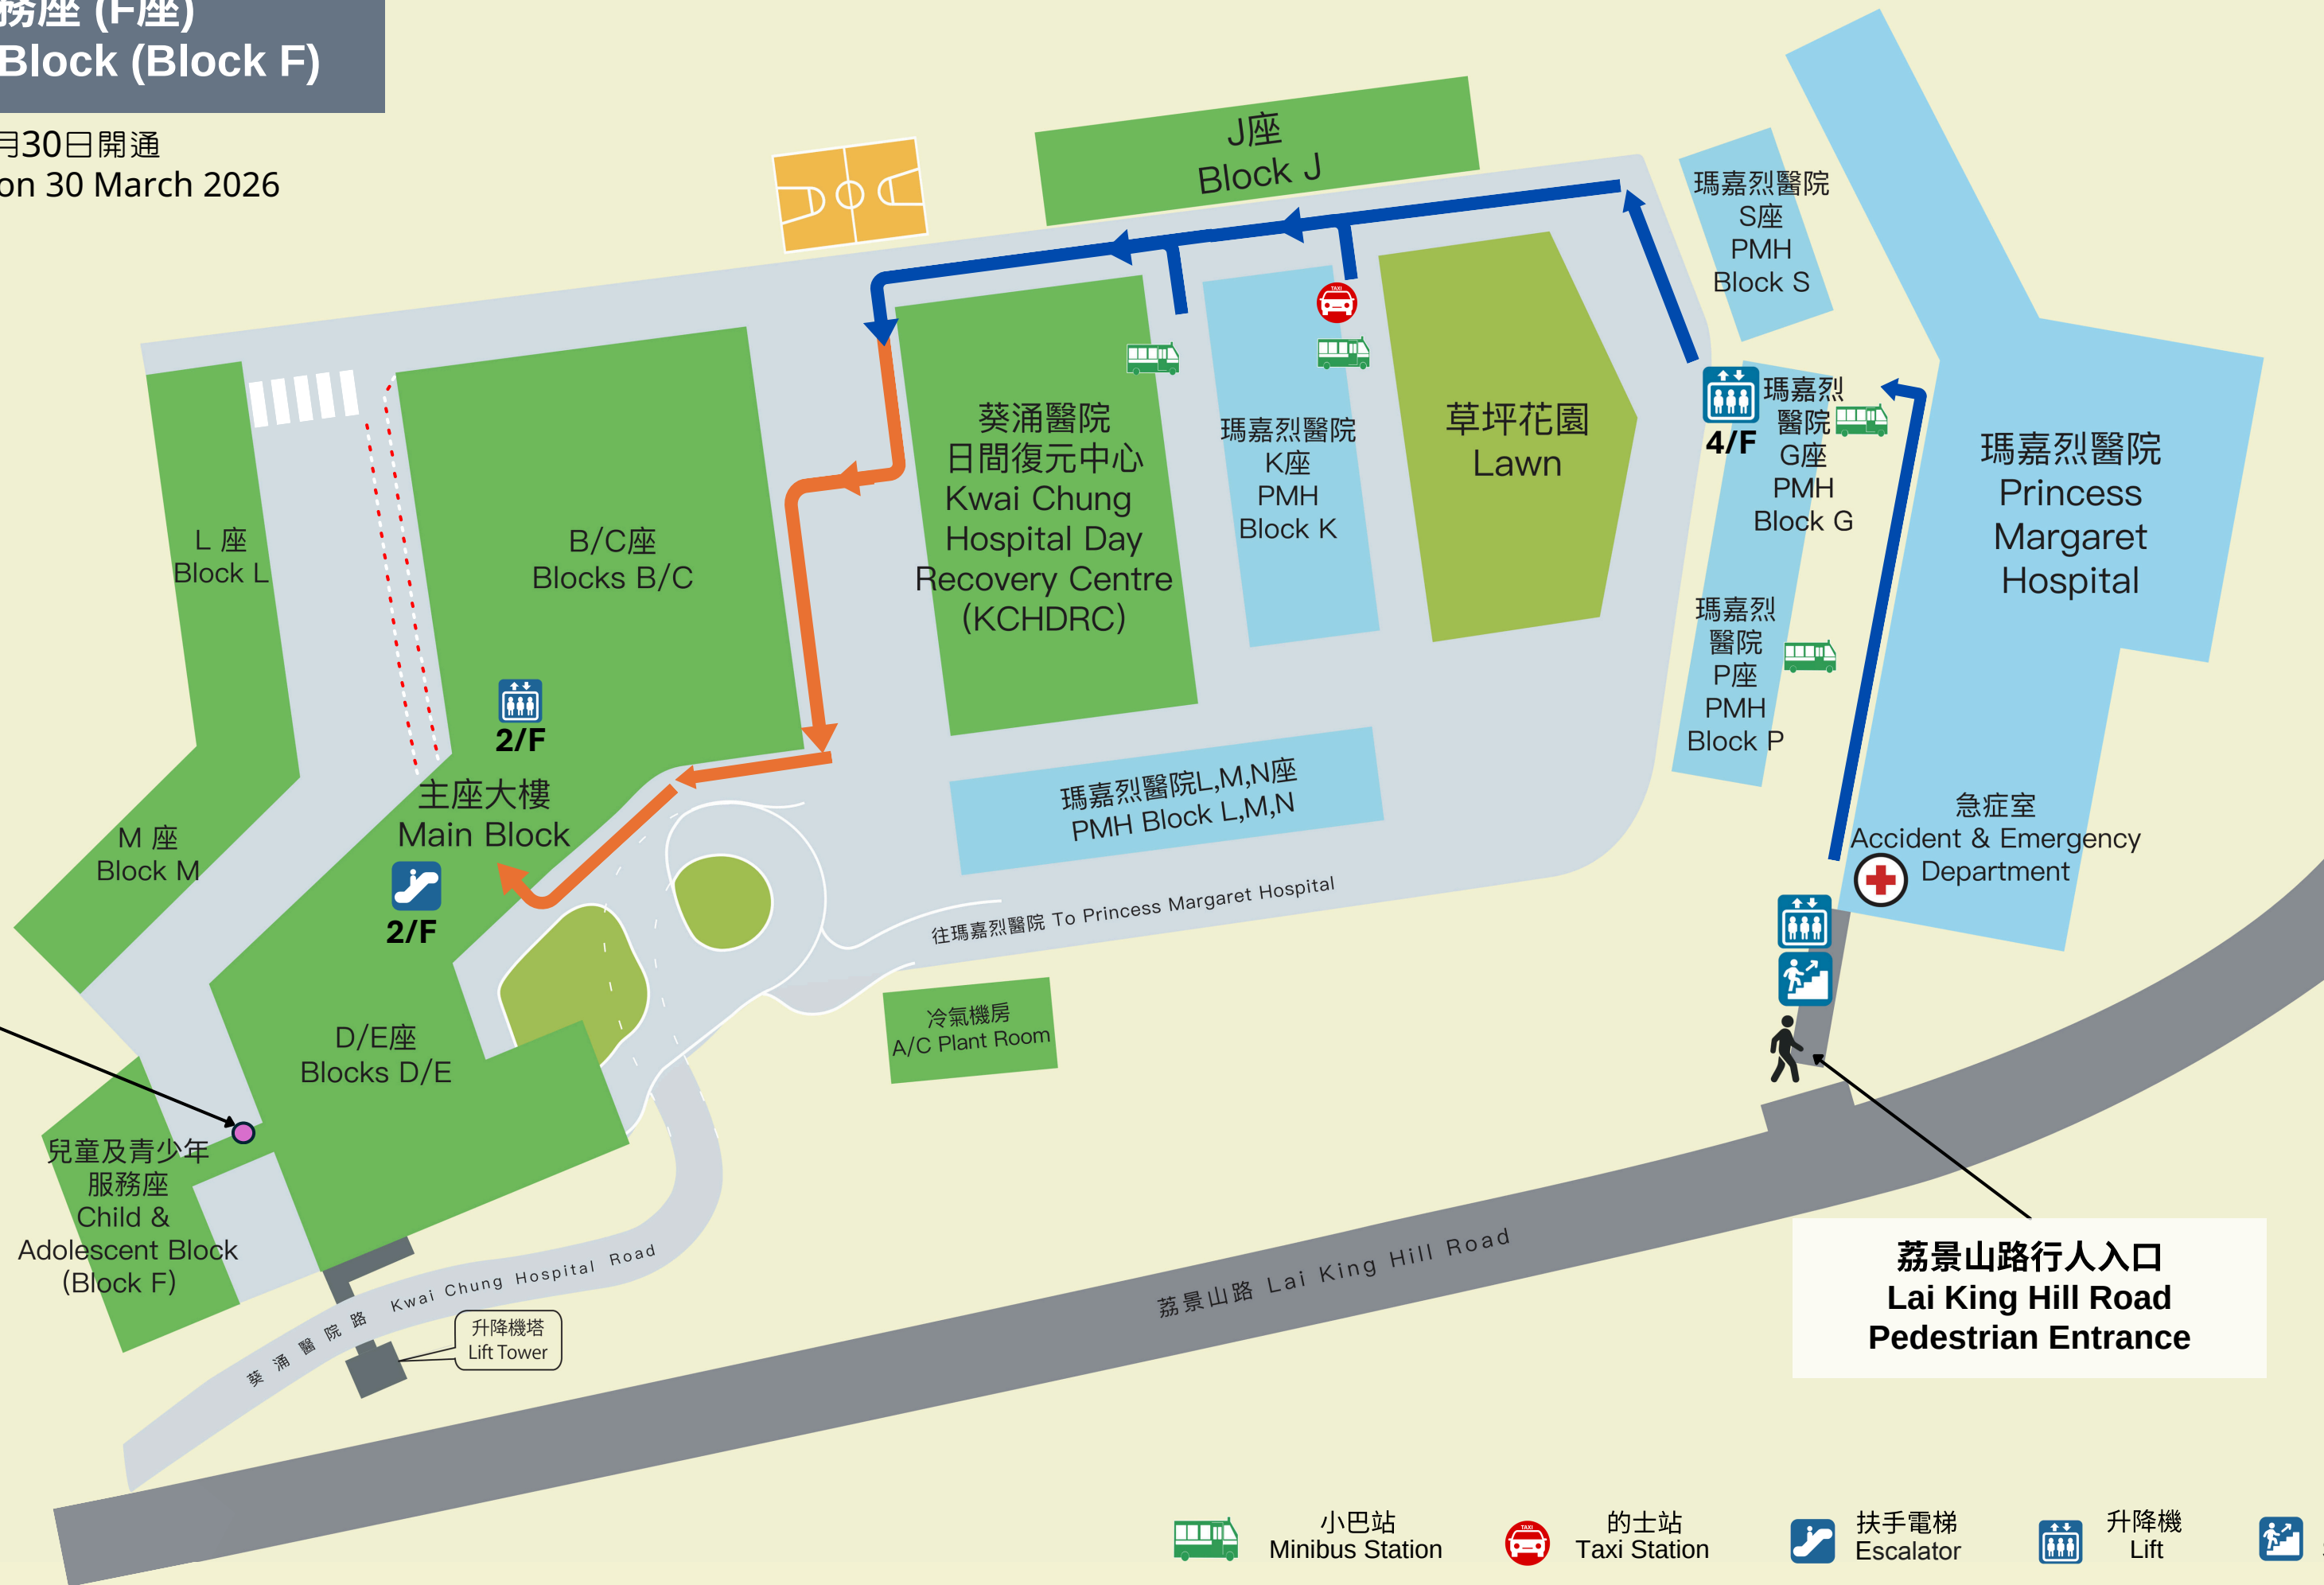 務座 (F座)
Block (Block F)
月30日開通
on 30 March 2026
J座
Block J
瑪嘉烈醫院
S座
PMH
Block S
瑪嘉烈
醫院
G座
PMH
Block G
4/F
瑪嘉烈醫院
Princess
Margaret
Hospital
草坪花園
Lawn
瑪嘉烈醫院
K座
PMH
Block K
葵涌醫院
日間復元中心
Kwai Chung
Hospital Day
Recovery Centre
(KCHDRC)
TAXI
B/C座
Blocks B/C
L 座
Block L
瑪嘉烈
醫院
P座
PMH
Block P
2/F
主座大樓
Main Block
2/F
M 座
Block M
瑪嘉烈醫院L,M,N座
PMH Block L,M,N
急症室
Accident & Emergency
Department
往瑪嘉烈醫院 To Princess Margaret Hospital
冷氣機房
A/C Plant Room
D/E座
Blocks D/E
兒童及青少年
服務座
Child &
Adolescent Block
(Block F)
葵涌醫院路 Kwai Chung Hospital Road
升降機塔
Lift Tower
荔景山路 Lai King Hill Road
荔景山路行人入口
Lai King Hill Road
Pedestrian Entrance
小巴站
Minibus Station
TAXI
的士站
Taxi Station
扶手電梯
Escalator
升降機
Lift